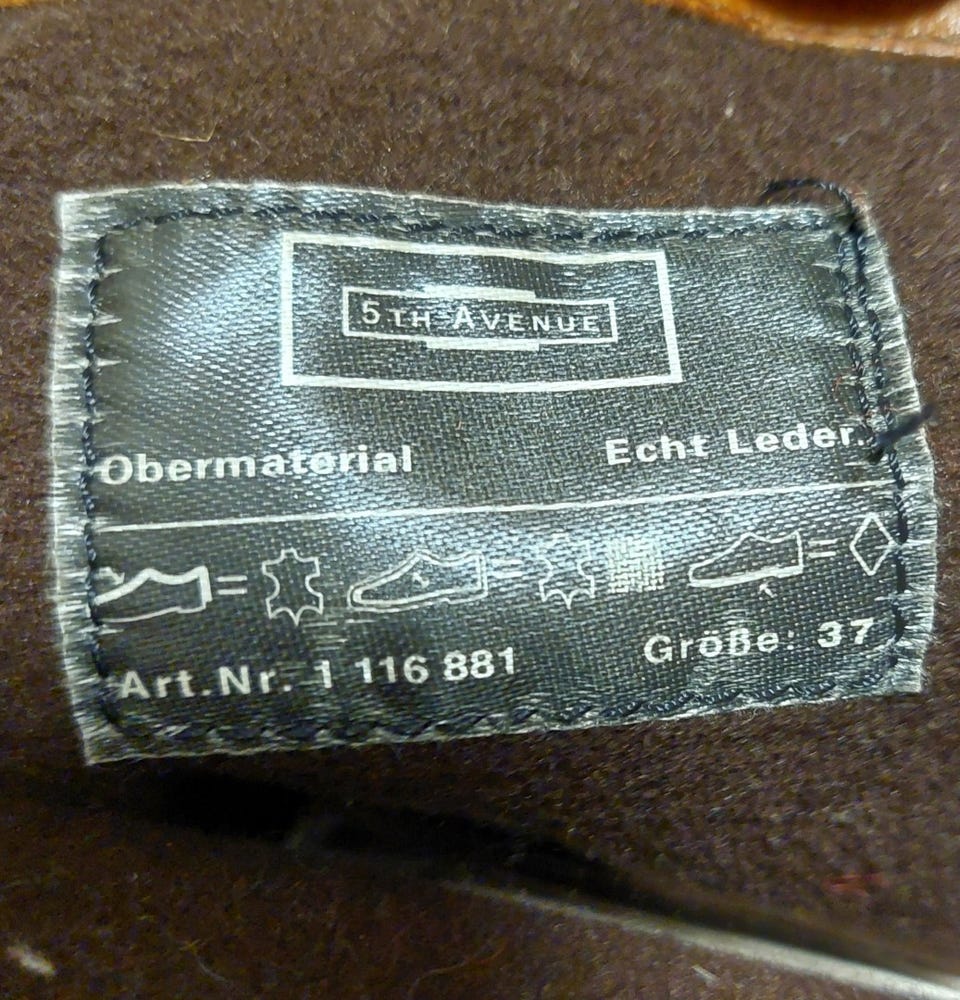 5TH AVENUE
Obermaterial Echt Leder
Art.Nr. 1 116 881 Größe: 37